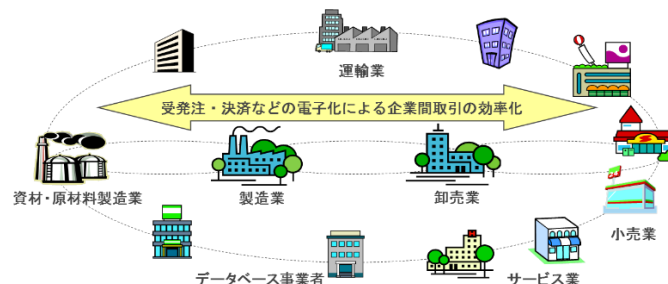 運輸業
受発注・決済などの電子化による企業間取引の効率化
資材・原材料製造業
製造業
卸売業
小売業
データベース事業者
サービス業